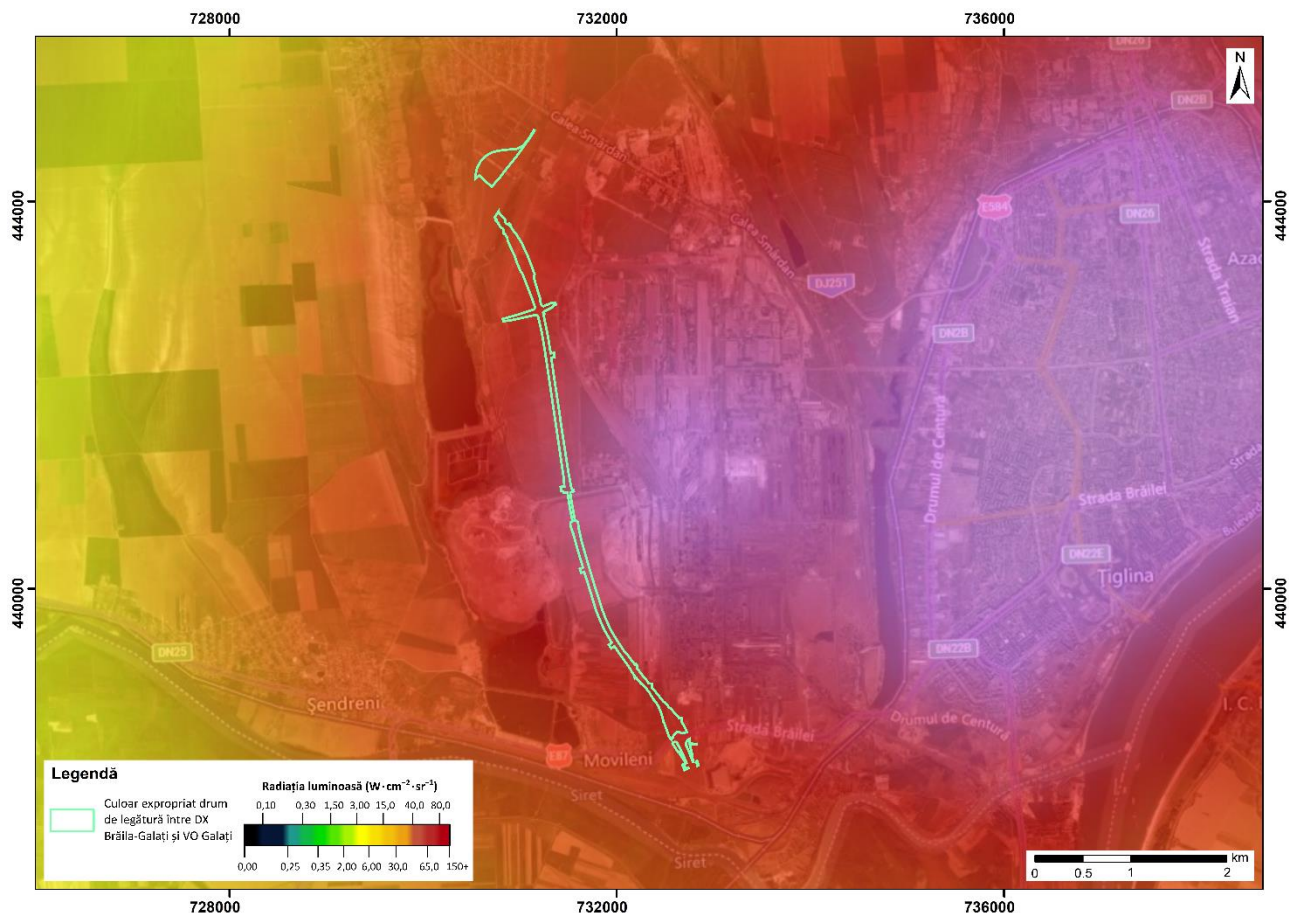 728000
732000
736000
N
DN26
DN2B
Calea Smârdan
444000
444000
E584
DN26
Calea Smârdan
Strada Traian
DJ251
DN2B
Drumul de Centură
Strada
Strada Brăilei
DN22E
Tiglina
440000
440000
DN25
DN22B
Şendreni
I. C.
Drumul de Centură
Strada Brăilei
E87
Movileni
Siret
Siret
Legendă
Culoar expropriat drum
de legătură între DX
Brăila-Galați și VO Galați
Radiația luminoasă (W·cm⁻²·sr⁻¹)
0,10 0,30 1,50 3,00 15,0 40,0 80,0
0,00 0,25 0,35 2,00 6,00 30,0 65,0 150+
km
0 0.5 1 2
728000
732000
736000